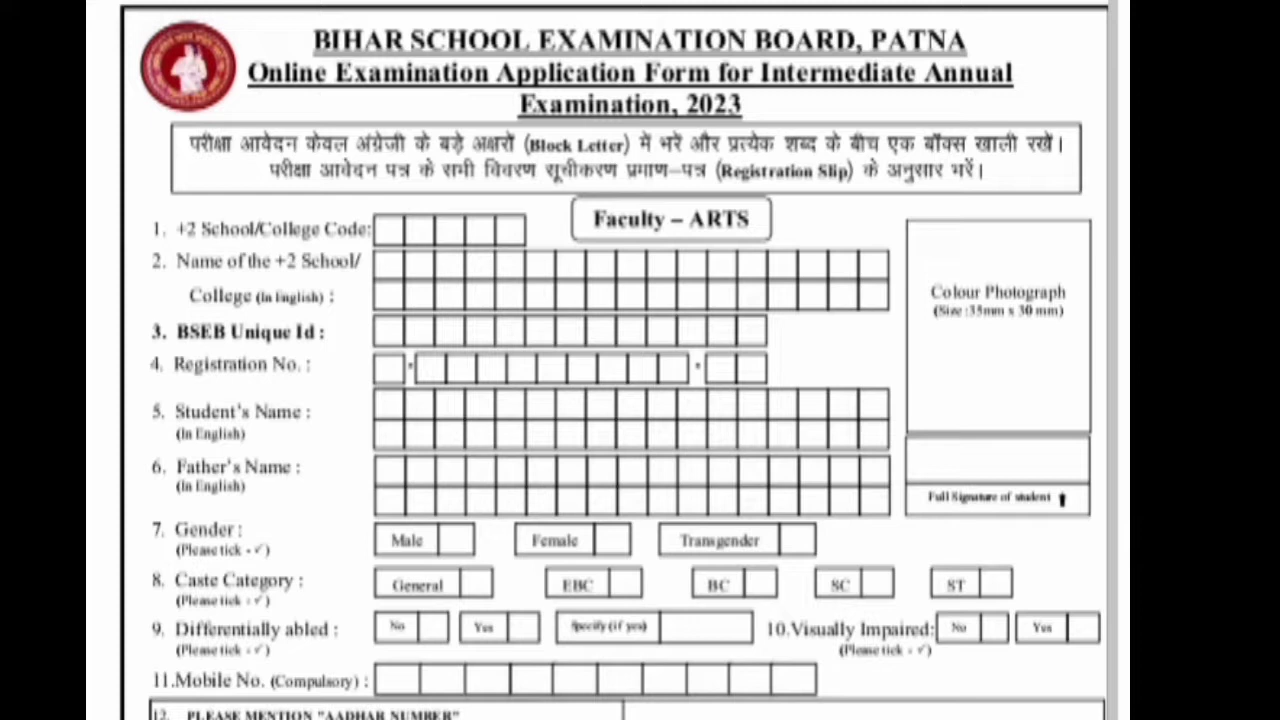 BIHAR SCHOOL EXAMINATION BOARD, PATNA
Online Examination Application Form for Intermediate Annual
Examination, 2023
परीक्षा आवेदन केवल अंग्रेजी के बड़े अक्षरों (Block Letter) में भरें और प्रत्येक शब्द के बीच एक बॉक्स खाली रखें।
परीक्षा आवेदन पत्र के सभी विवरण सूचीकरण प्रमाण–पत्र (Registration Slip) के अनुसार भरें।
Faculty – ARTS
1. +2 School/College Code:
2. Name of the +2 School/
College (In English) :
Colour Photograph
(Size :35mm x 30 mm)
3. BSEB Unique Id :
4. Registration No. :
5. Student's Name :
(In English)
6. Father's Name :
(In English)
Full Signature of student
7. Gender : Male Female Transgender
(Please tick - ✓)
8. Caste Category : General EBC BC SC ST
(Please tick - ✓)
9. Differentially abled : No Yes Specify (if yes) 10.Visually Impaired: No Yes
(Please tick - ✓) (Please tick - ✓)
11.Mobile No. (Compulsory) :
12. PLEASE MENTION "AADHAR NUMBER"